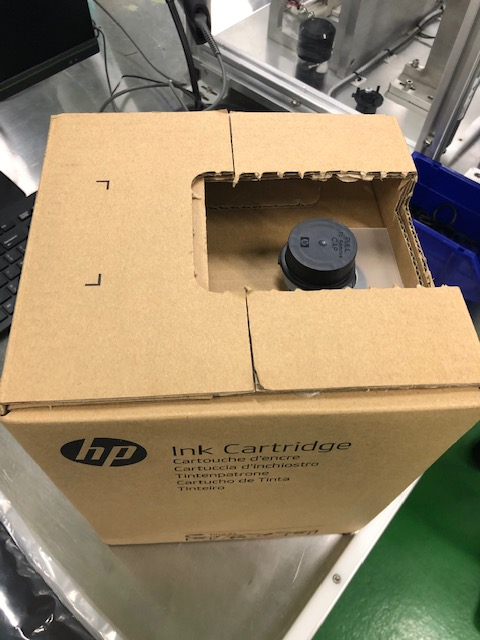 hp
Ink Cartridge
Cartouche d'encre
Cartuccia d'inchiostro
Tintenpatrone
Cartucho de Tinta
Tinteiro